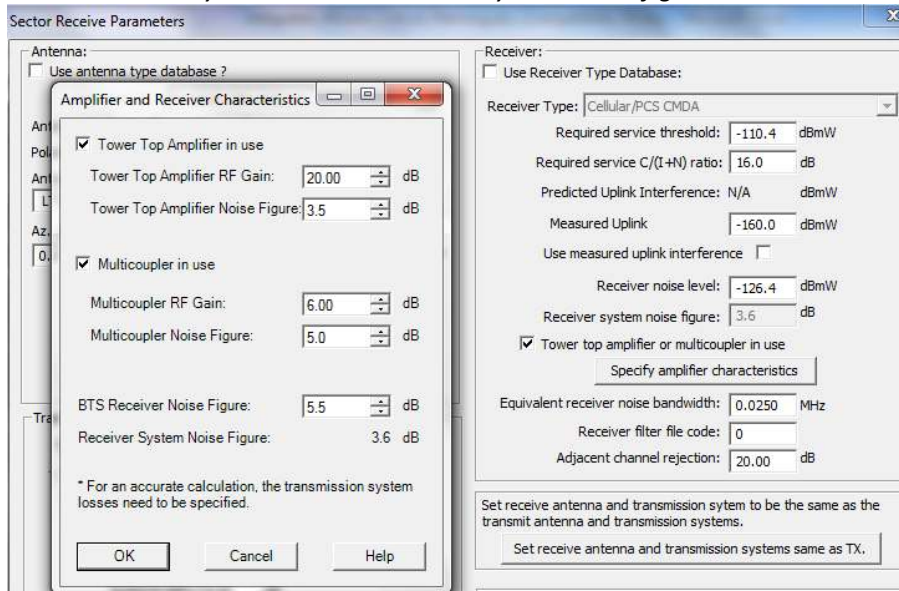 Sector Receive Parameters
Antenna:
Use antenna type database ?
Amplifier and Receiver Characteristics
Tower Top Amplifier in use
Tower Top Amplifier RF Gain: 20.00 dB
Tower Top Amplifier Noise Figure: 3.5 dB
Multicoupler in use
Multicoupler RF Gain: 6.00 dB
Multicoupler Noise Figure: 5.0 dB
BTS Receiver Noise Figure: 5.5 dB
Receiver System Noise Figure: 3.6 dB
* For an accurate calculation, the transmission system
losses need to be specified.
OK Cancel Help
Ant
Pol
Ant
Az.
0.
Tra
Receiver:
Use Receiver Type Database:
Receiver Type: Cellular/PCS CMDA
Required service threshold: -110.4 dBmW
Required service C/(I+N) ratio: 16.0 dB
Predicted Uplink Interference: N/A dBmW
Measured Uplink -160.0 dBmW
Use measured uplink interference
Receiver noise level: -126.4 dBmW
Receiver system noise figure: 3.6 dB
Tower top amplifier or multicoupler in use
Specify amplifier characteristics
Equivalent receiver noise bandwidth: 0.0250 MHz
Receiver filter file code: 0
Adjacent channel rejection: 20.00 dB
Set receive antenna and transmission sytem to be the same as the
transmit antenna and transmission systems.
Set receive antenna and transmission systems same as TX.